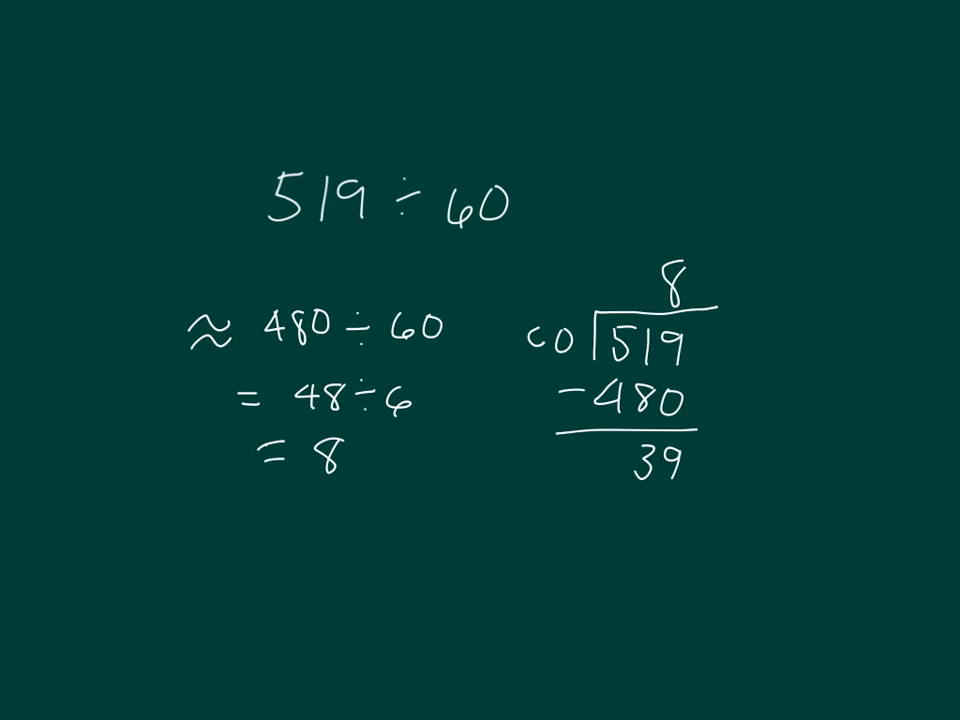 519 ÷ 60
≈ 480 ÷ 60
= 48 ÷ 6
= 8
8
60 519
- 480
39